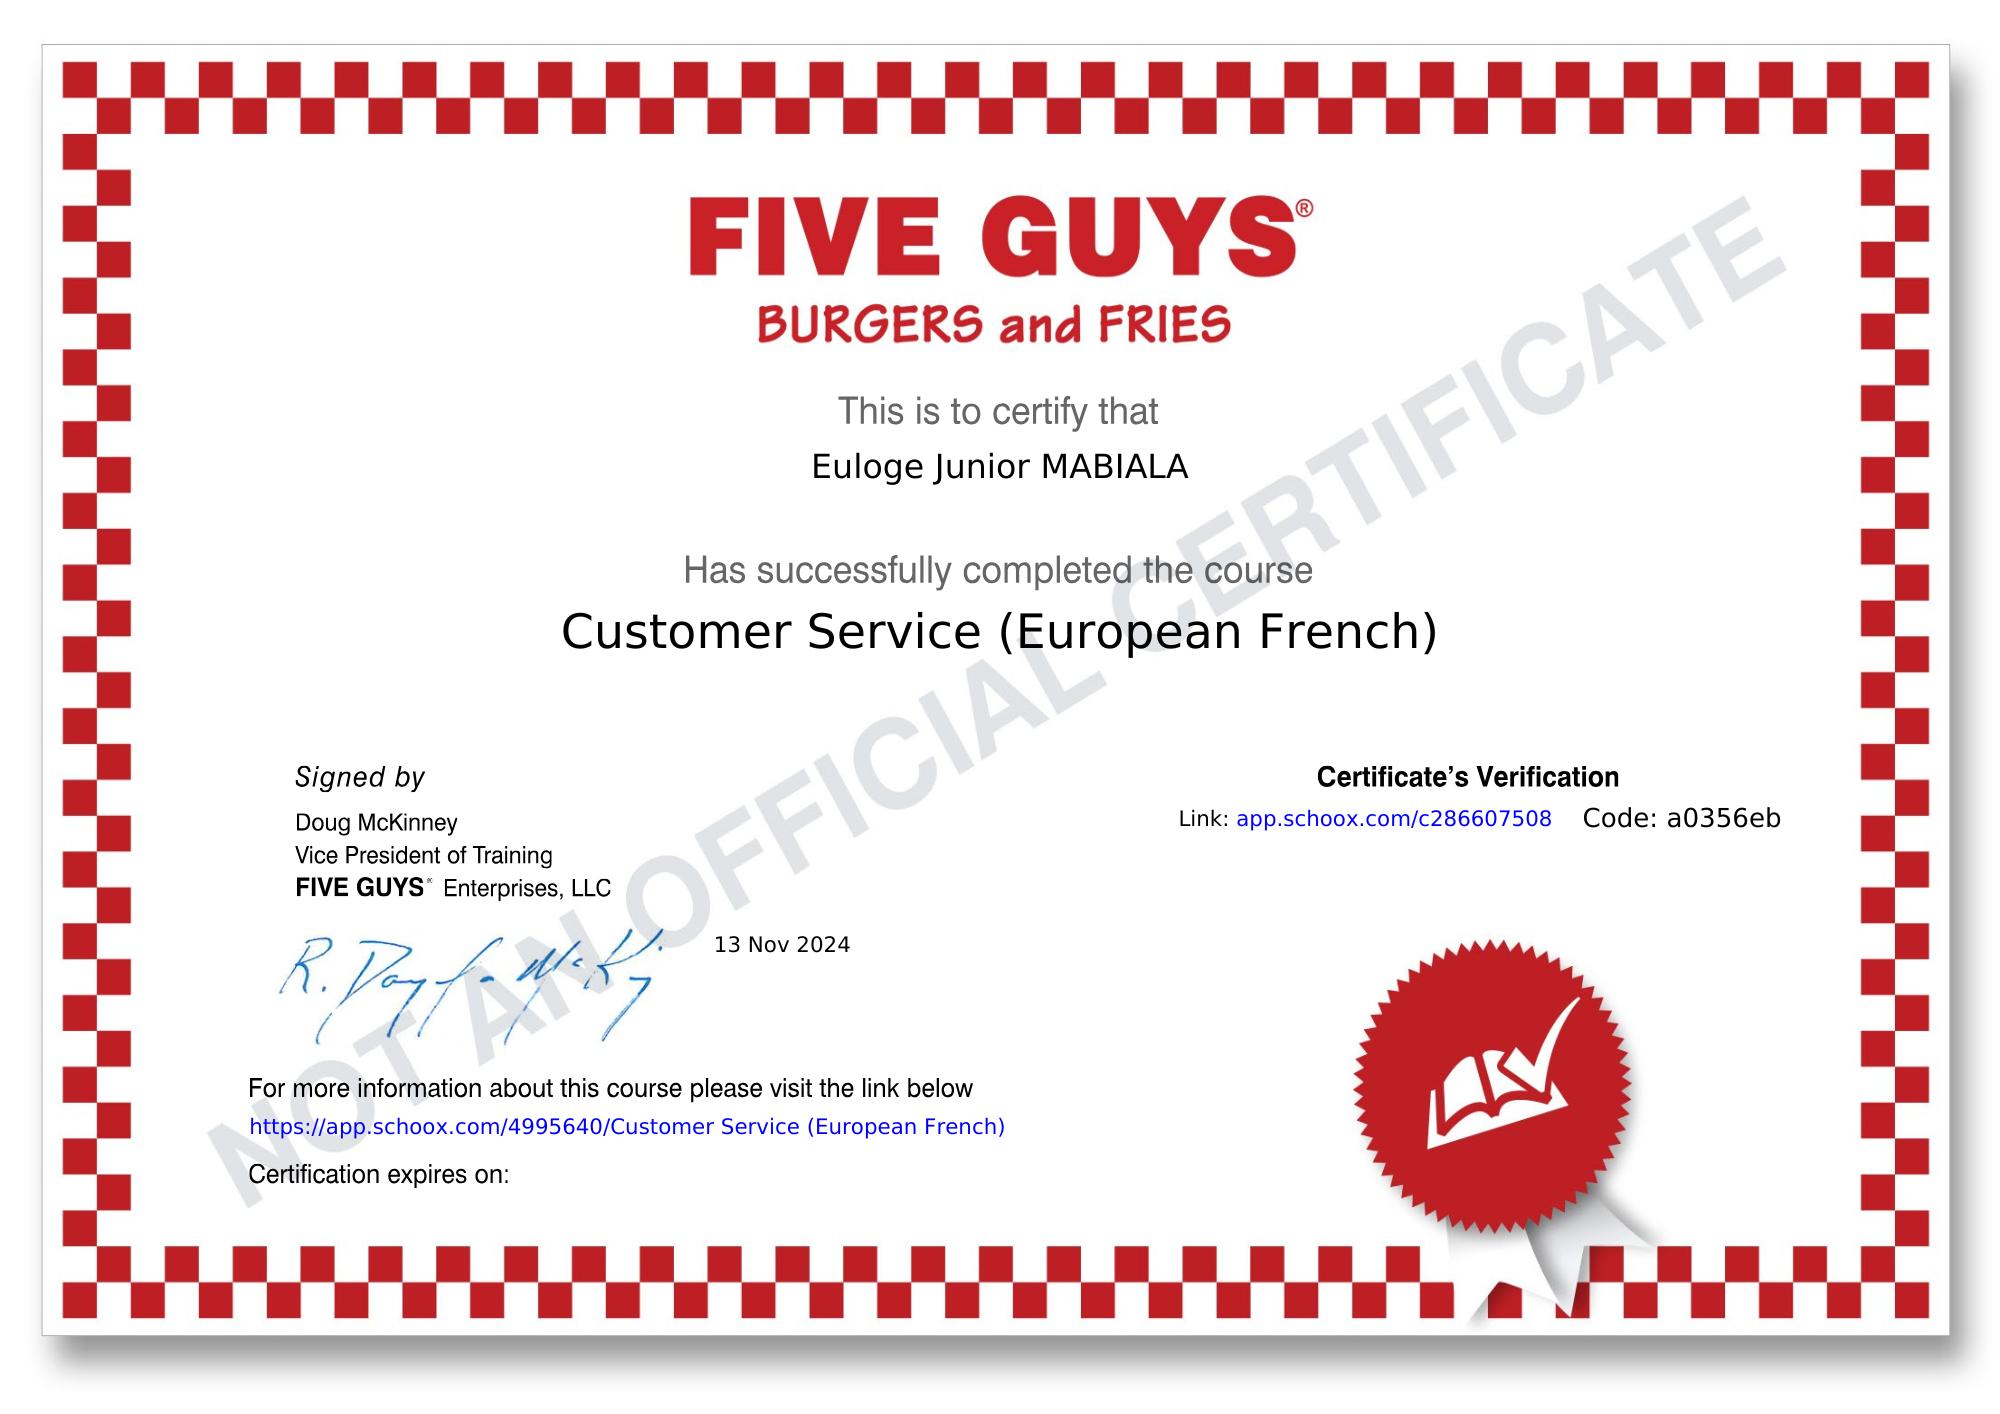 FIVE GUYS®
BURGERS and FRIES
This is to certify that
Euloge Junior MABIALA
Has successfully completed the course
Customer Service (European French)
NOT AN OFFICIAL CERTIFICATE
Signed by
Doug McKinney
Vice President of Training
FIVE GUYS® Enterprises, LLC
13 Nov 2024
Certificate’s Verification
Link: app.schoox.com/c286607508 Code: a0356eb
For more information about this course please visit the link below
https://app.schoox.com/4995640/Customer Service (European French)
Certification expires on: